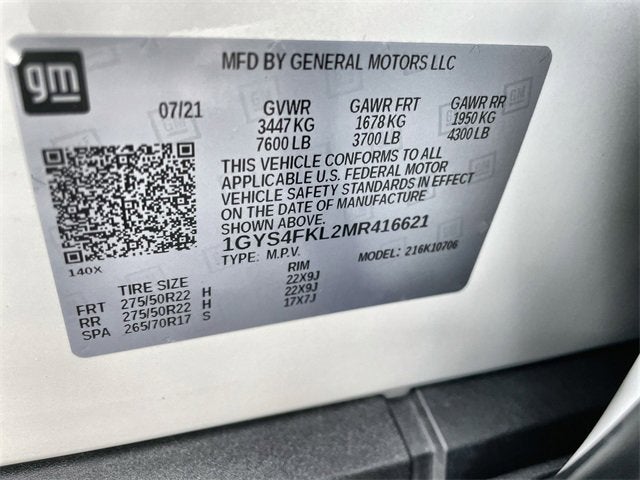 gm
MFD BY GENERAL MOTORS LLC
07/21 GVWR GAWR FRT GAWR RR
3447 KG 1678 KG 1950 KG
7600 LB 3700 LB 4300 LB
THIS VEHICLE CONFORMS TO ALL
APPLICABLE U.S. FEDERAL MOTOR
VEHICLE SAFETY STANDARDS IN EFFECT
ON THE DATE OF MANUFACTURE
SHOWN ABOVE.
1GYS4FKL2MR416621
TYPE: M.P.V. MODEL: 216K10706
140X
TIRE SIZE RIM
FRT 275/50R22 H 22X9J
RR 275/50R22 H 22X9J
SPA 265/70R17 S 17X7J